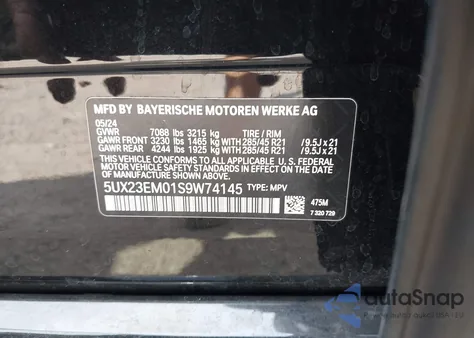 MFD BY BAYERISCHE MOTOREN WERKE AG
05/24
GVWR 7088 lbs 3215 kg TIRE / RIM
GAWR FRONT 3230 lbs 1465 kg WITH 285/45 R21 / 9.5J x 21
GAWR REAR 4244 lbs 1925 kg WITH 285/45 R21 / 9.5J x 21
THIS VEHICLE CONFORMS TO ALL APPLICABLE U.S. FEDERAL
MOTOR VEHICLE SAFETY STANDARDS IN EFFECT ON THE
DATE OF MANUFACTURE SHOWN ABOVE.
5UX23EM01S9W74145 TYPE: MPV
475M
7 320 729
autoSnap